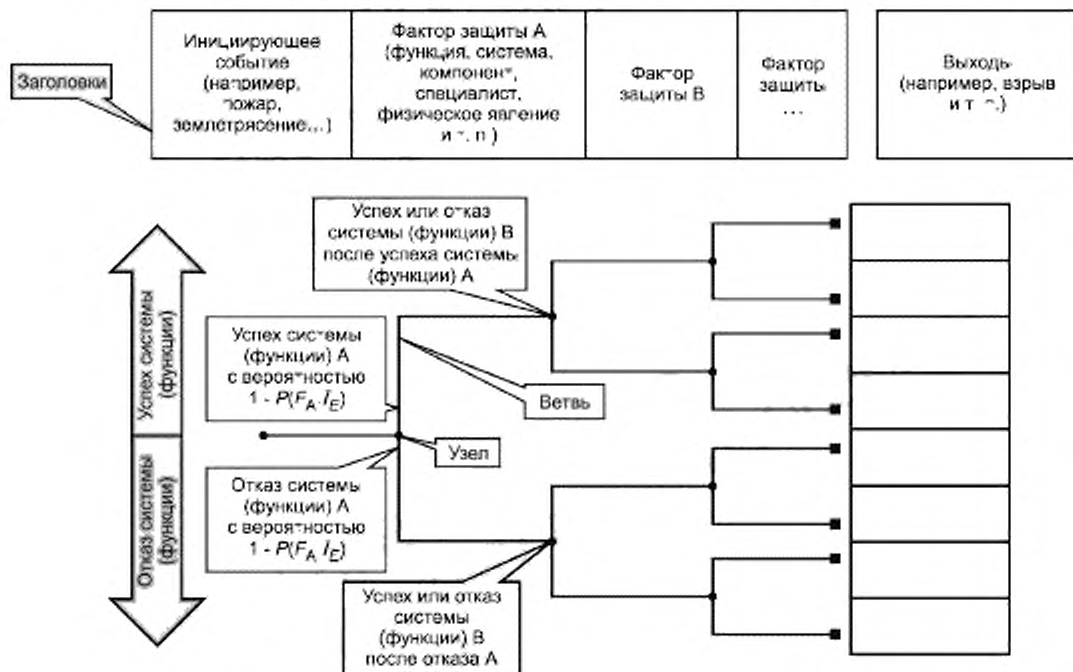 Заголовки
Инициирующее
событие
(например,
пожар,
землетрясение...)
Фактор защиты А
(функция, система,
компонент,
специалист,
физическое явление
и т. п.)
Фактор
защиты В
Фактор
защиты
...
Выходы
(например, взрыв
и т. п.)
Успех системы
(функции)
Отказ системы
(функции)
Успех или отказ
системы (функции) В
после успеха системы
(функции) А
Успех системы
(функции) А
с вероятностью
1 - P(F_A. I_E)
Ветвь
Узел
Отказ системы
(функции) А
с вероятностью
1 - P(F_A. I_E)
Успех или отказ
системы
(функции) В
после отказа А